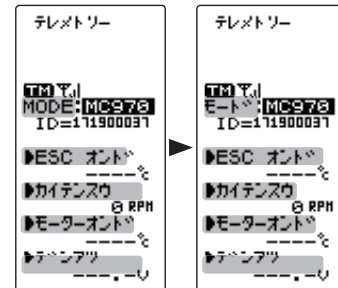 テレメトリー
TM
MODE:MC970
ID=171900037
▶ESC オンド
----℃
▶カイテンスウ
0 RPM
▶モーターオンド
----℃
▶デンアツ
---.-V
テレメトリー
TM
モード:MC970
ID=171900037
▶ESC オンド
----℃
▶カイテンスウ
0 RPM
▶モーターオンド
----℃
▶デンアツ
---.-V